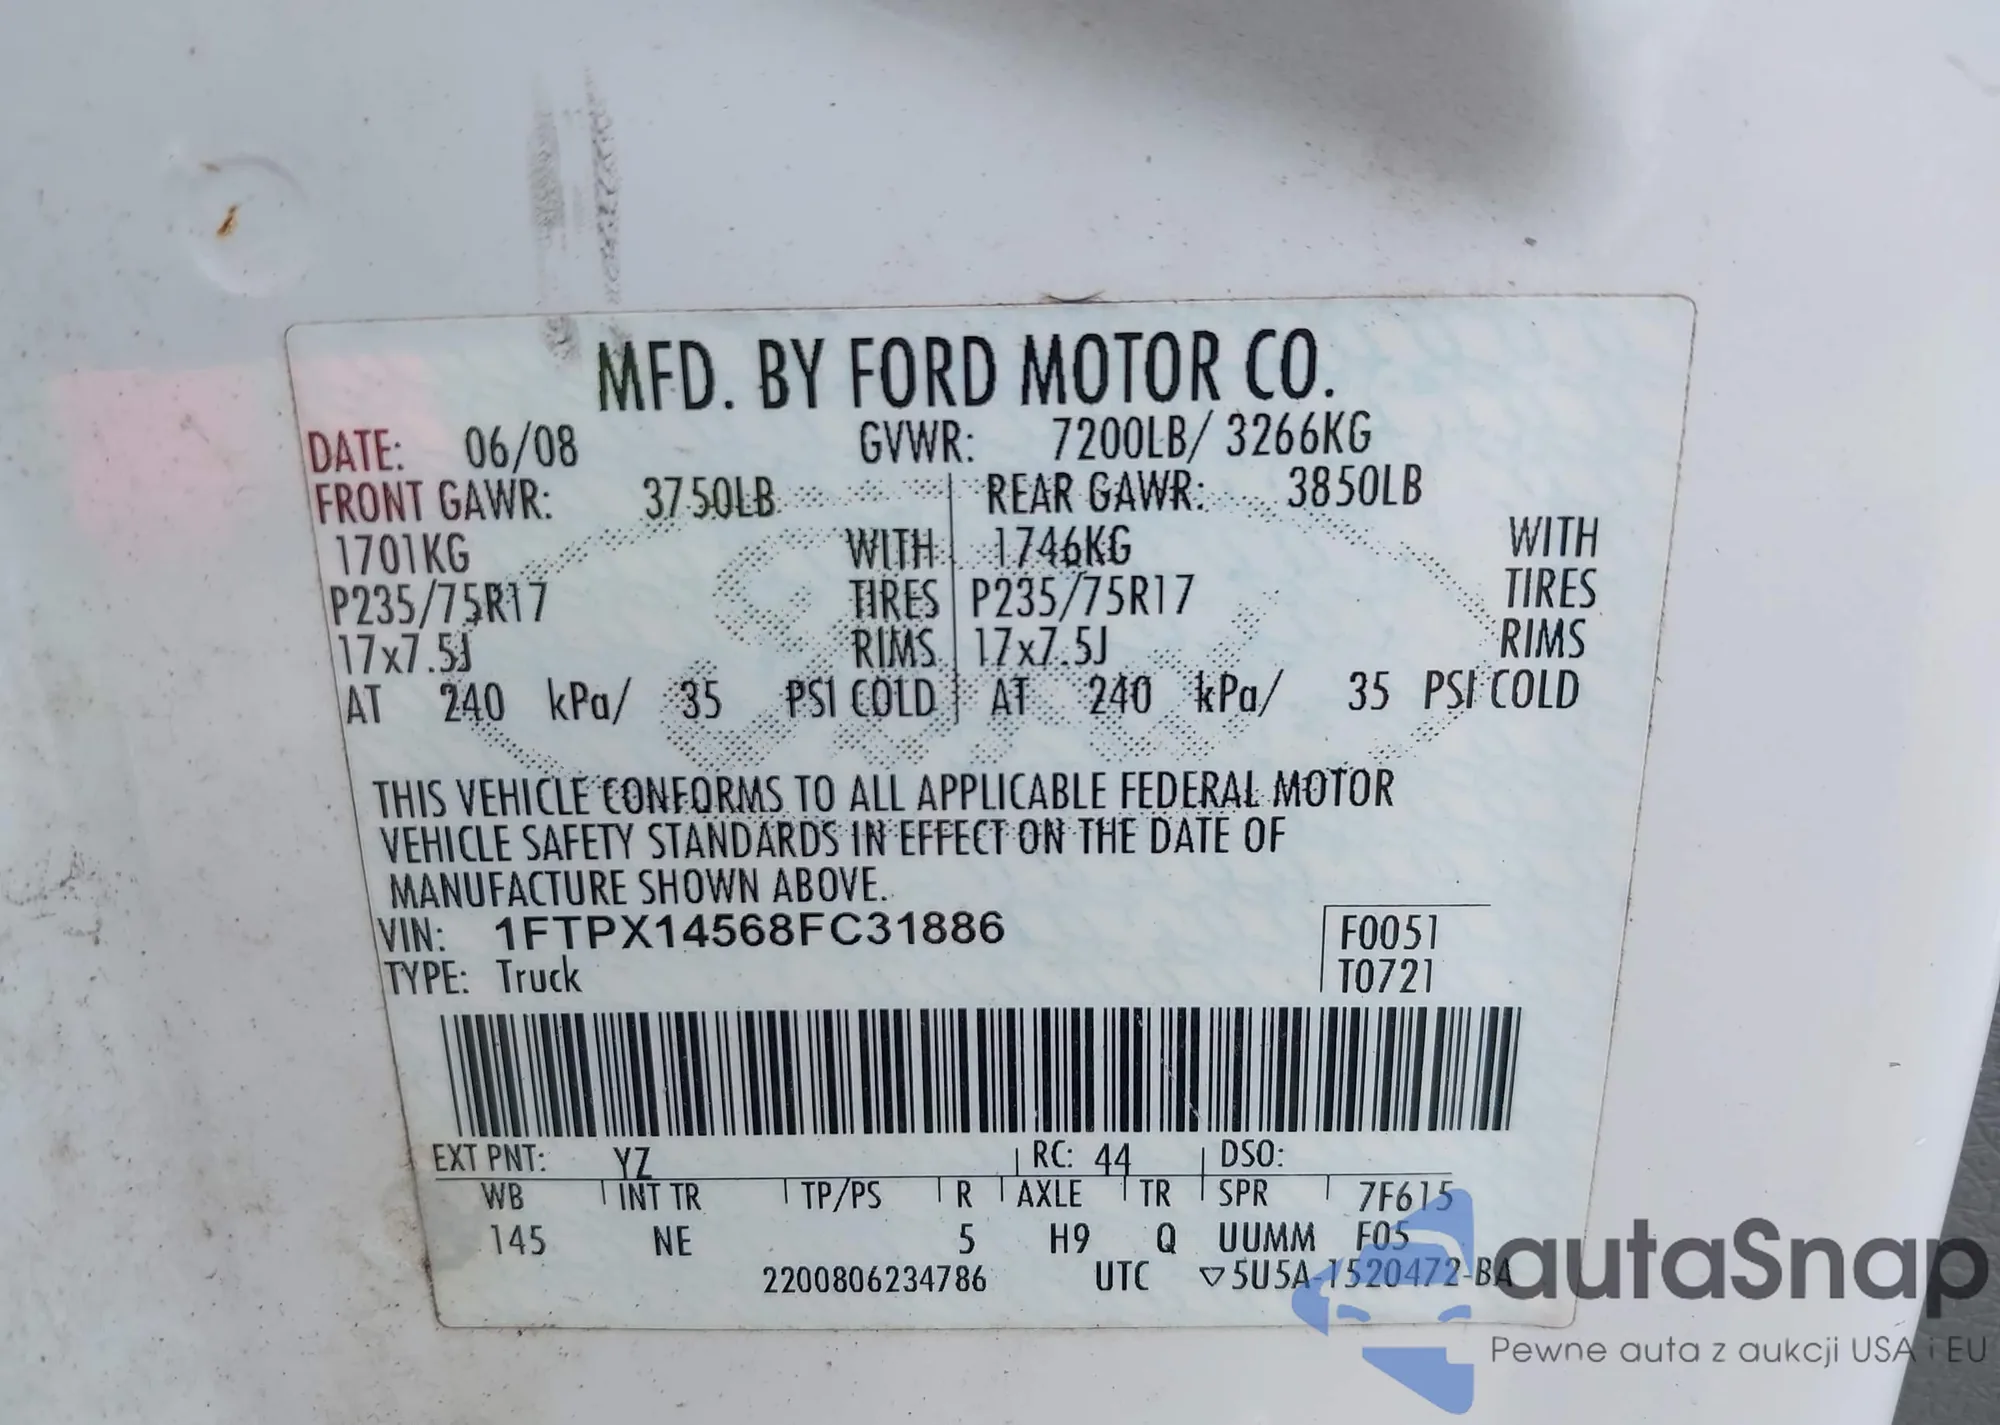 MFD. BY FORD MOTOR CO.
DATE: 06/08 GVWR: 7200LB/ 3266KG
FRONT GAWR: 3750LB REAR GAWR: 3850LB
1701KG WITH 1746KG WITH
P235/75R17 TIRES P235/75R17 TIRES
17x7.5J RIMS 17x7.5J RIMS
AT 240 kPa/ 35 PSI COLD AT 240 kPa/ 35 PSI COLD
THIS VEHICLE CONFORMS TO ALL APPLICABLE FEDERAL MOTOR
VEHICLE SAFETY STANDARDS IN EFFECT ON THE DATE OF
MANUFACTURE SHOWN ABOVE.
VIN: 1FTPX14568FC31886 F0051
TYPE: Truck T0721
EXT PNT: YZ RC: 44 DSO:
WB INT TR TP/PS R AXLE TR SPR 7F615
145 NE 5 H9 Q UUMM F05
2200806234786 UTC ▽5U5A-1520472-BA
autaSnap
Pewne auta z aukcji USA i EU